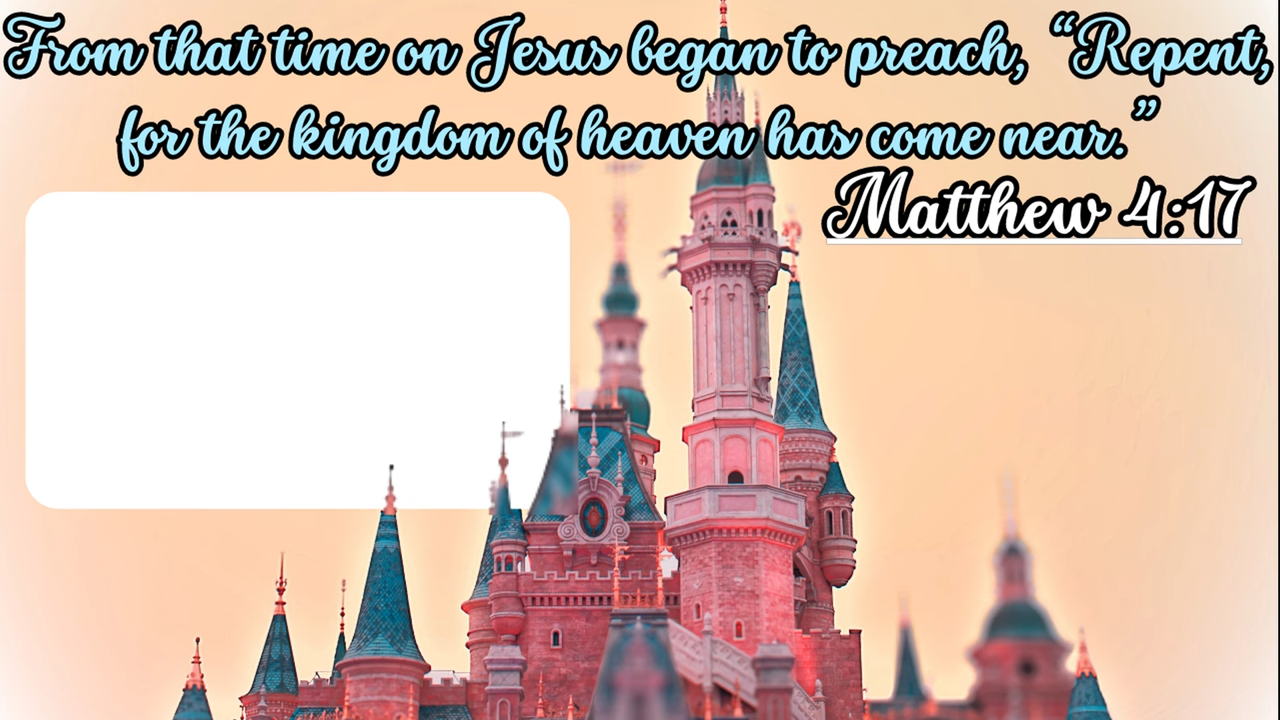 From that time on Jesus began to preach, “Repent,
for the kingdom of heaven has come near.”
Matthew 4:17